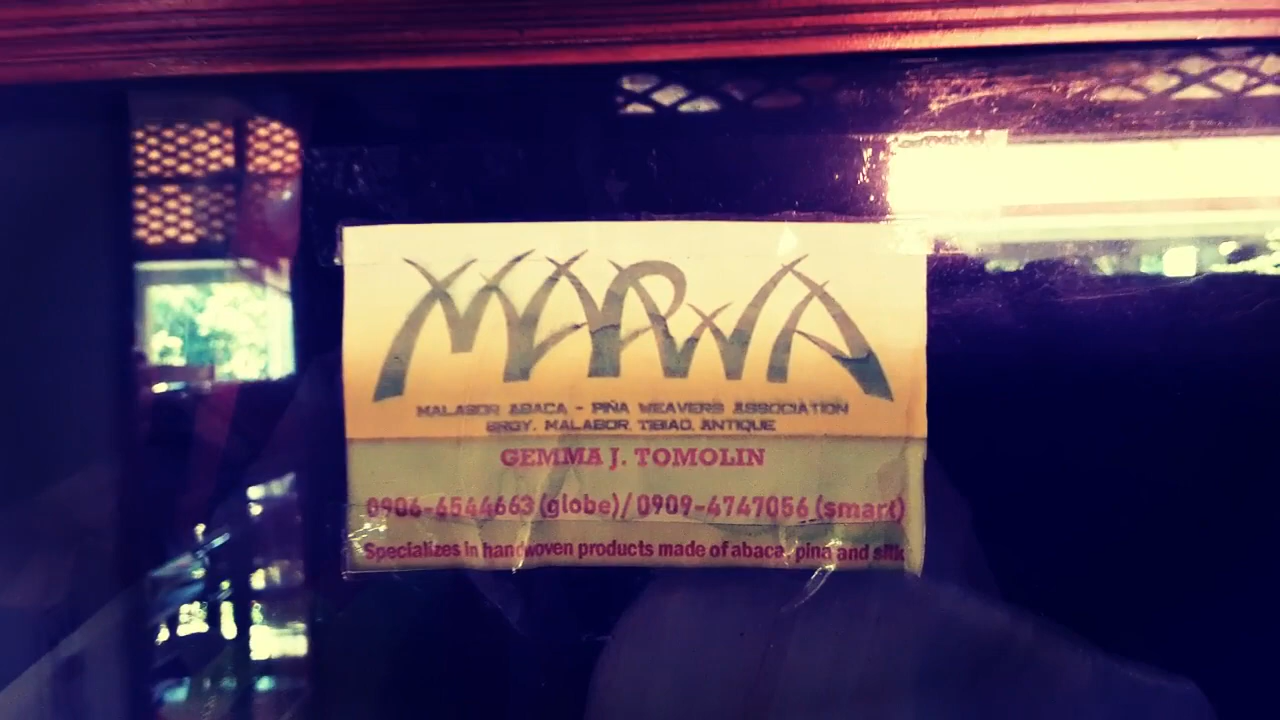 MAPWA
MALABOR ABACA - PIÑA WEAVERS ASSOCIATION
BRGY. MALABOR, TIBIAO, ANTIQUE
GEMMA J. TOMOLIN
0906-4544663 (globe)/ 0909-4747056 (smart)
Specializes in handwoven products made of abaca, pina and silk